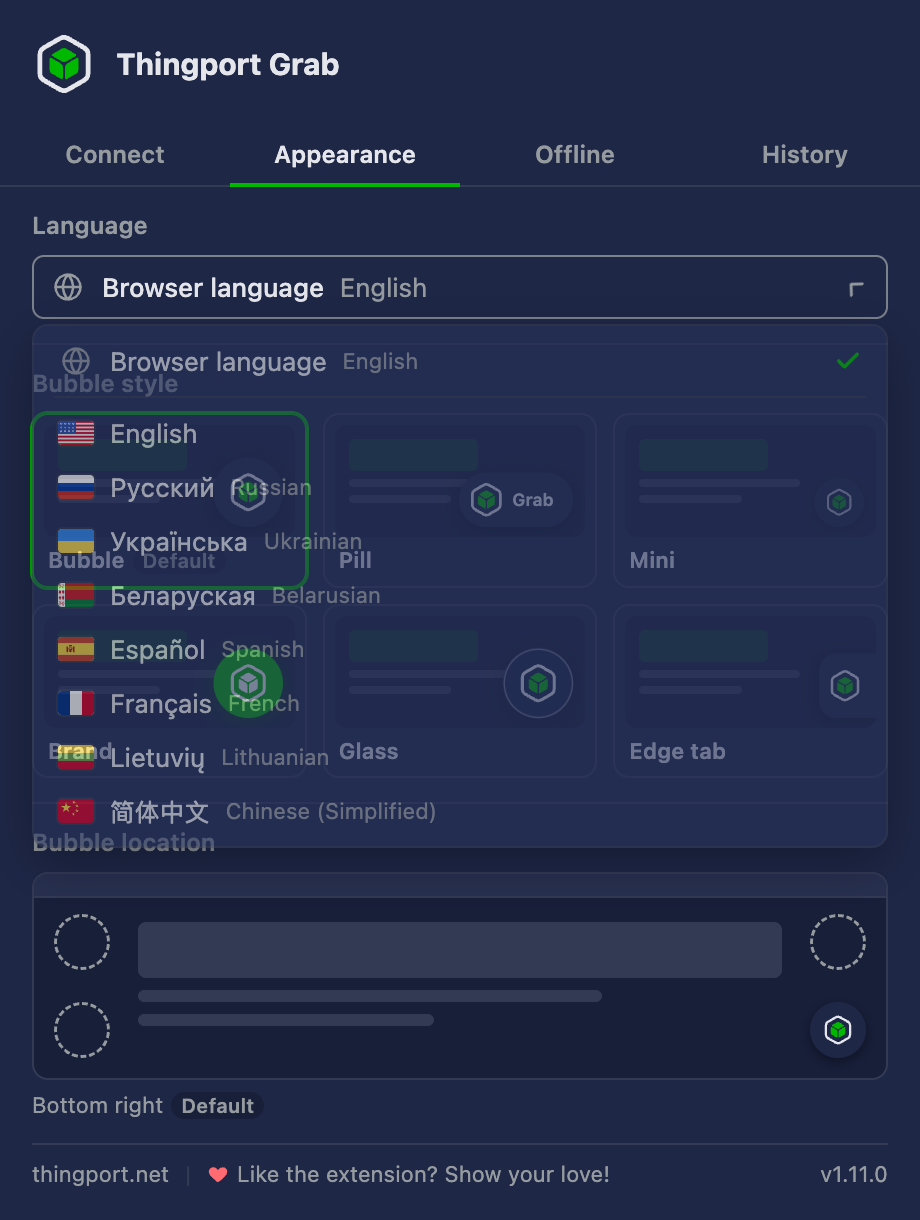 Thingport Grab
Connect Appearance Offline History
Language
Browser language English
Browser language English
Bubble style
English
Русский Russian
Grab
Українська Ukrainian
Bubble Default Pill Mini
Беларуская Belarusian
Español Spanish
Français French
Brand Glass Edge tab
Lietuvių Lithuanian
简体中文 Chinese (Simplified)
Bubble location
Bottom right Default
thingport.net Like the extension? Show your love! v1.11.0